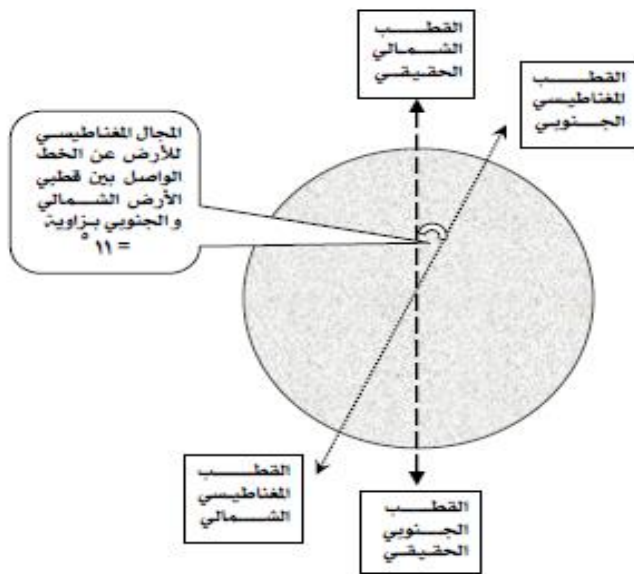 القطب
الشمالي
الحقيقي
القطب
المغناطيسي
الجنوبي
المجال المغناطيسي
للأرض عن الخط
الواصل بين قطبي
الأرض الشمالي
والجنوبي بزاوية
= ١١ ْ
القطب
المغناطيسي
الشمالي
القطب
الجنوبي
الحقيقي